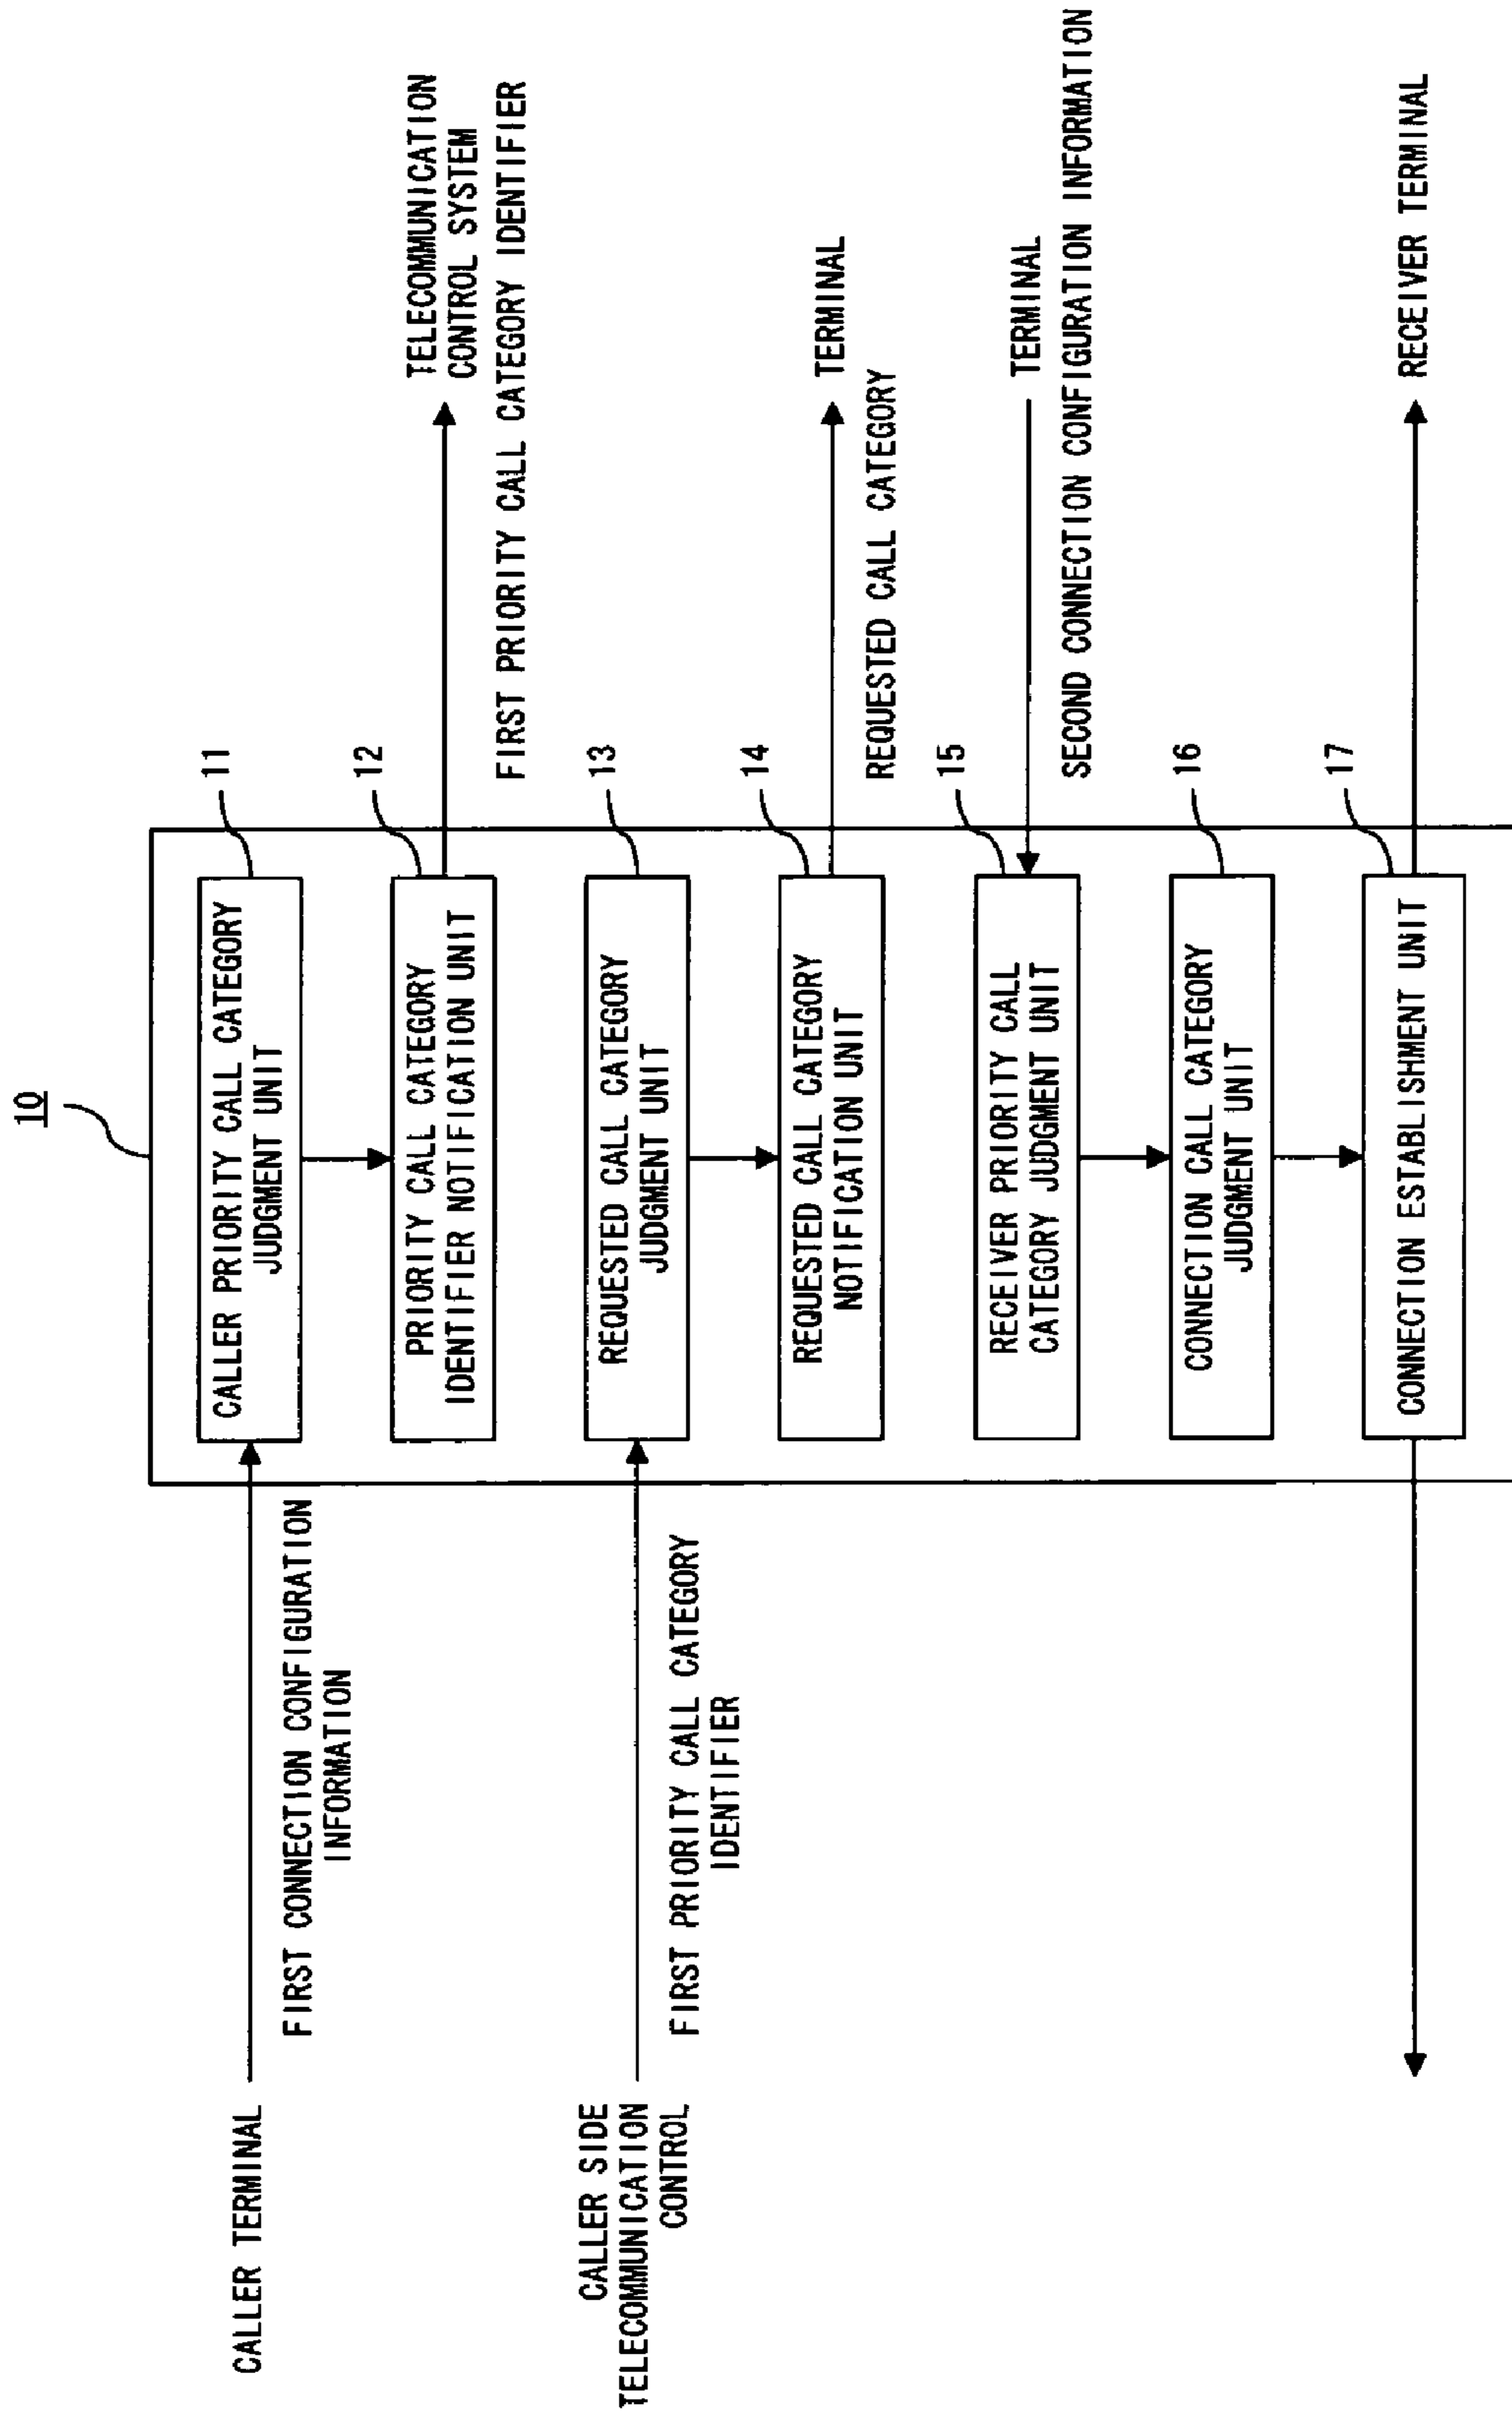 10
CALLER TERMINAL
FIRST CONNECTION CONFIGURATION
INFORMATION
CALLER PRIORITY CALL CATEGORY
JUDGMENT UNIT
11
PRIORITY CALL CATEGORY
IDENTIFIER NOTIFICATION UNIT
12
TELECOMMUNICATION
CONTROL SYSTEM
FIRST PRIORITY CALL CATEGORY IDENTIFIER
CALLER SIDE
TELECOMMUNICATION
CONTROL
FIRST PRIORITY CALL CATEGORY
IDENTIFIER
REQUESTED CALL CATEGORY
JUDGMENT UNIT
13
REQUESTED CALL CATEGORY
NOTIFICATION UNIT
14
TERMINAL
REQUESTED CALL CATEGORY
RECEIVER PRIORITY CALL
CATEGORY JUDGMENT UNIT
15
TERMINAL
SECOND CONNECTION CONFIGURATION INFORMATION
CONNECTION CALL CATEGORY
JUDGMENT UNIT
16
CONNECTION ESTABLISHMENT UNIT
17
RECEIVER TERMINAL